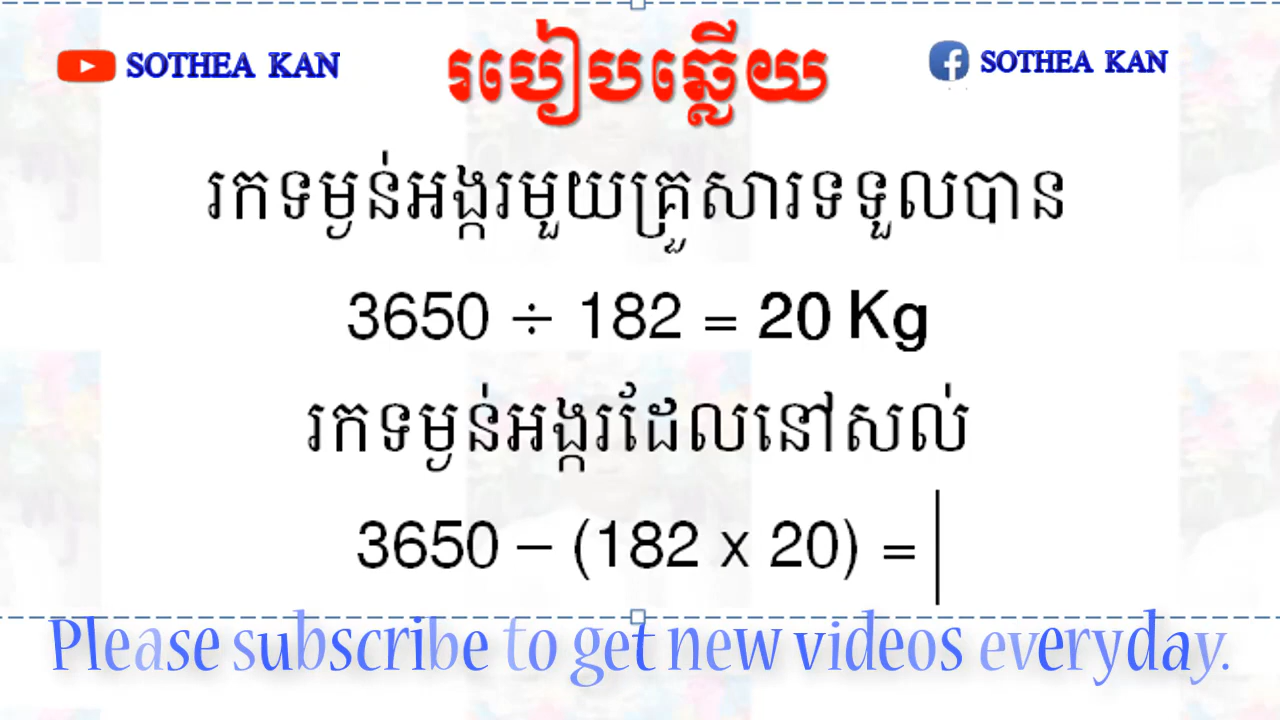 SOTHEA KAN
របៀបឆ្លើយ
SOTHEA KAN
រកទម្ងន់អង្ករមួយគ្រួសារទទួលបាន
3650 ÷ 182 = 20 Kg
រកទម្ងន់អង្ករដែលនៅសល់
3650 – (182 x 20) =
Please subscribe to get new videos everyday.